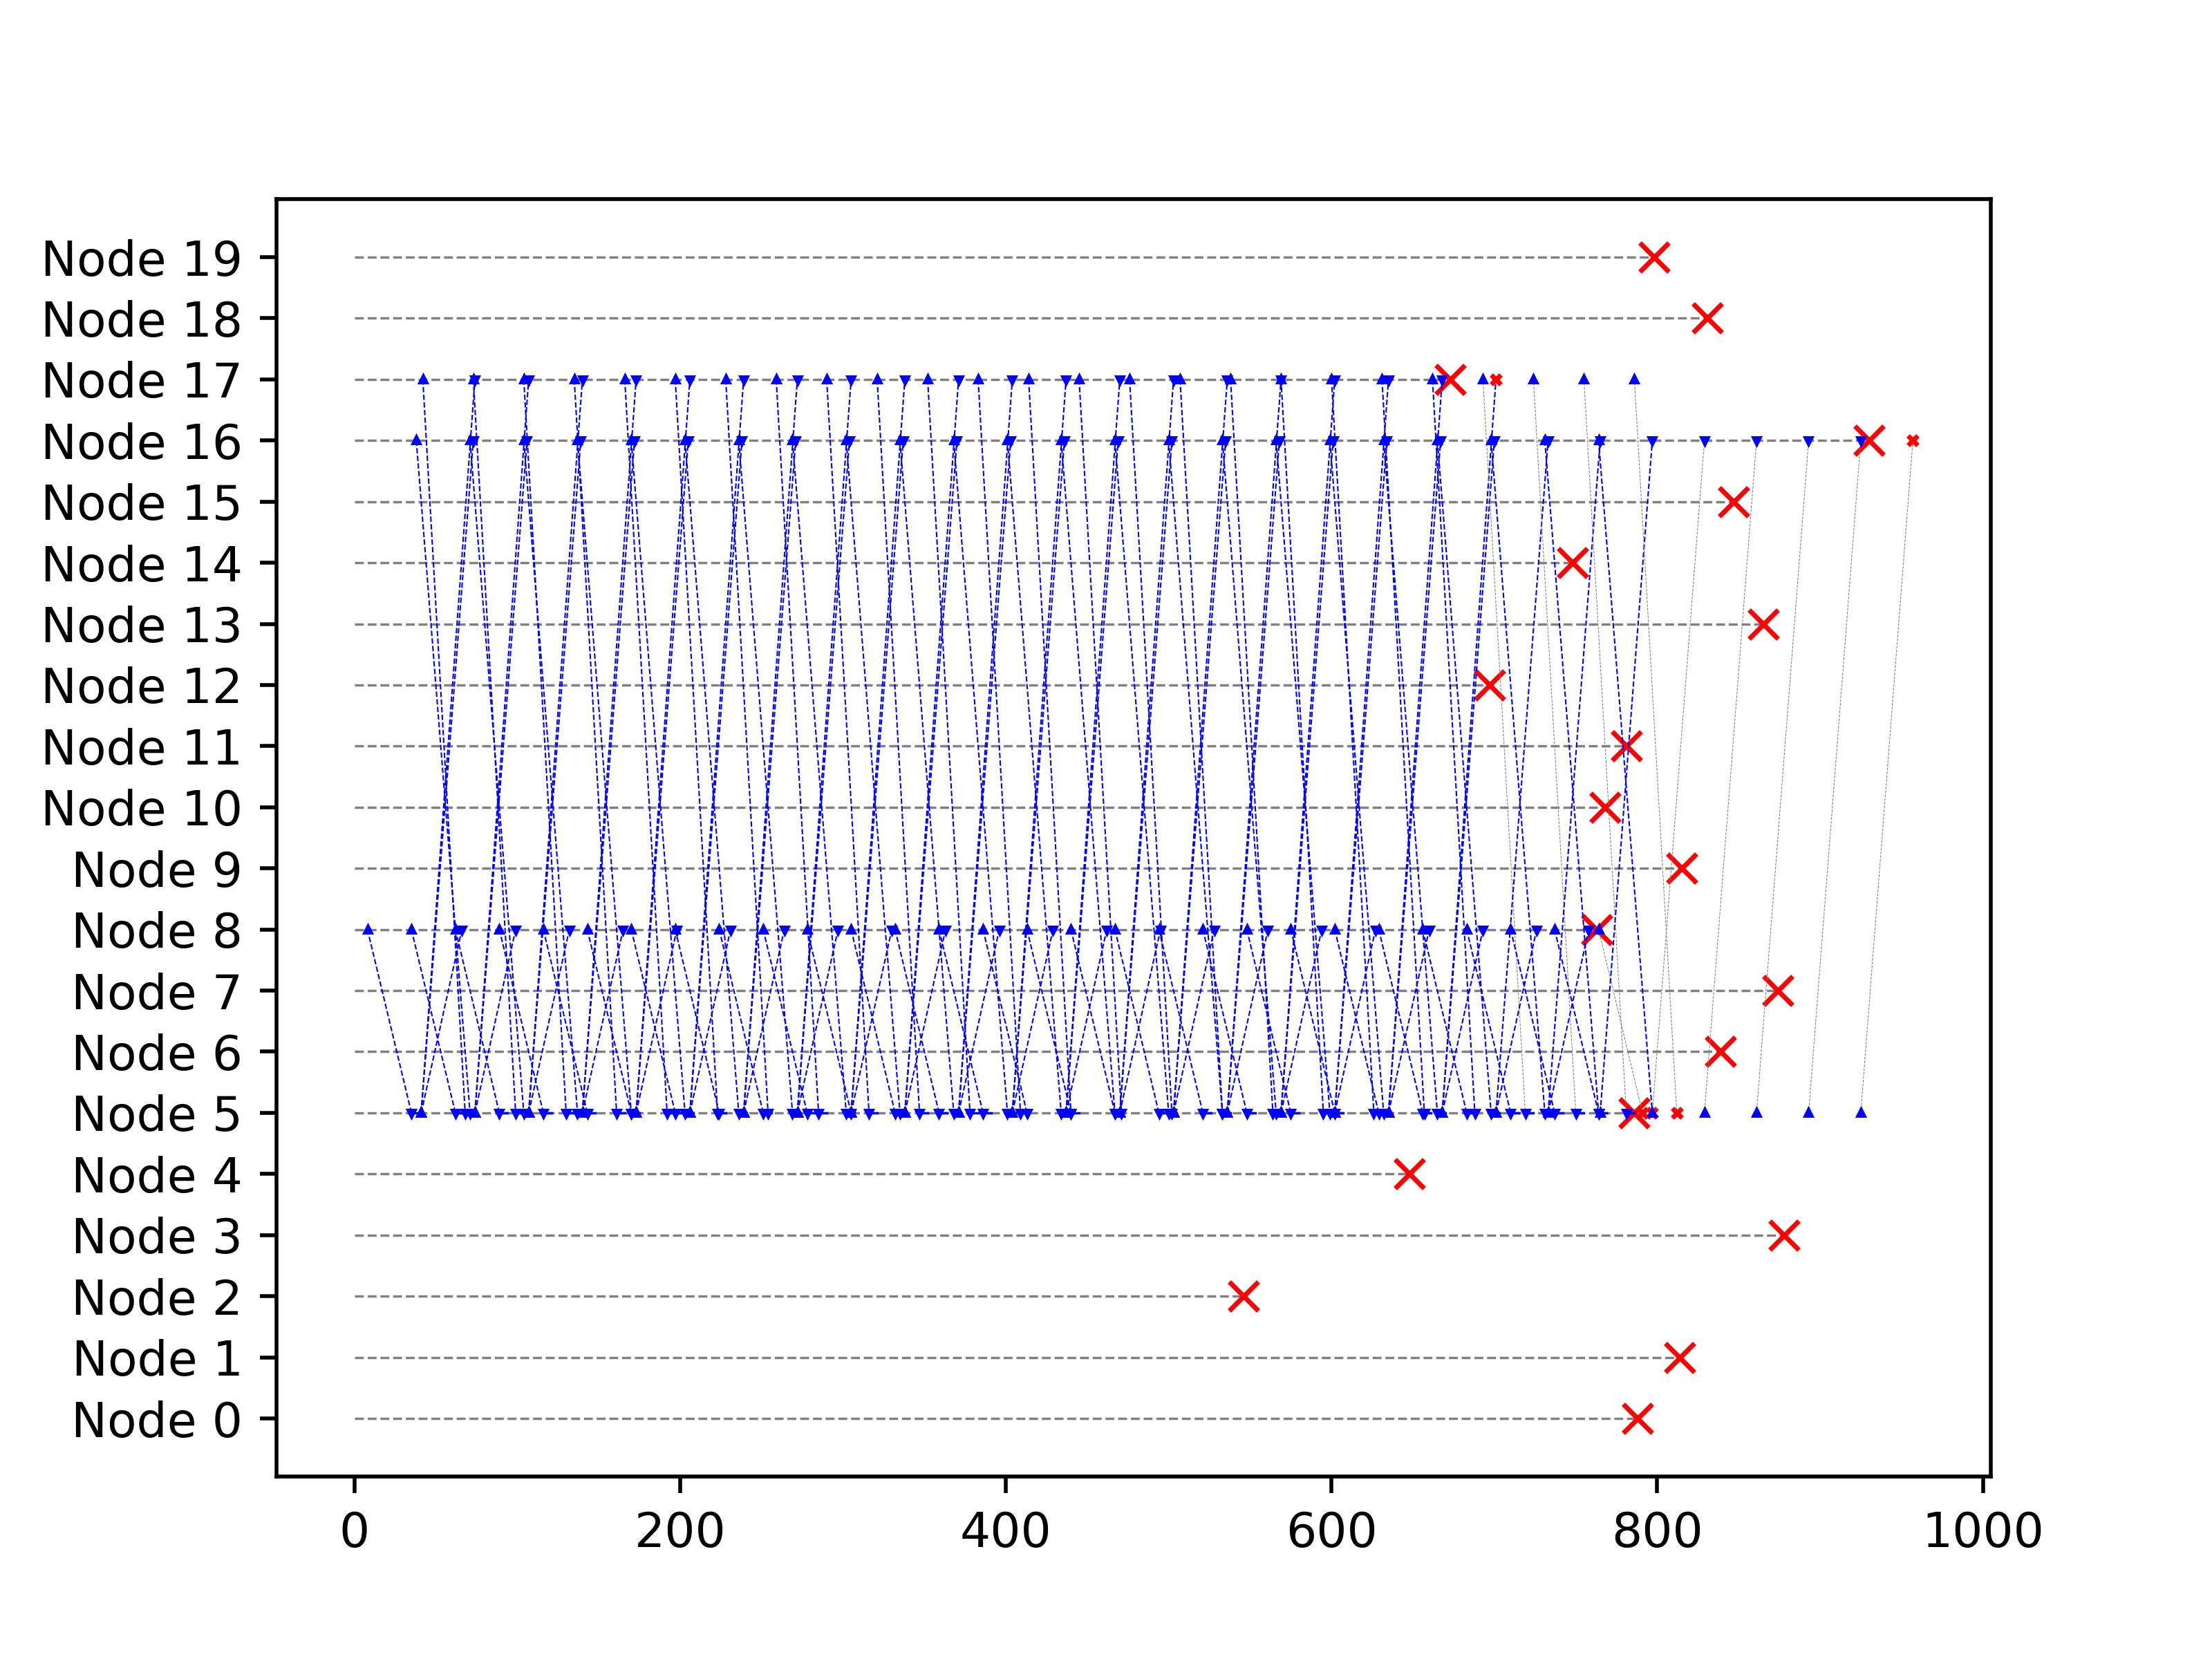 Node 19
Node 18
Node 17
Node 16
Node 15
Node 14
Node 13
Node 12
Node 11
Node 10
Node 9
Node 8
Node 7
Node 6
Node 5
Node 4
Node 3
Node 2
Node 1
Node 0
0 200 400 600 800 1000